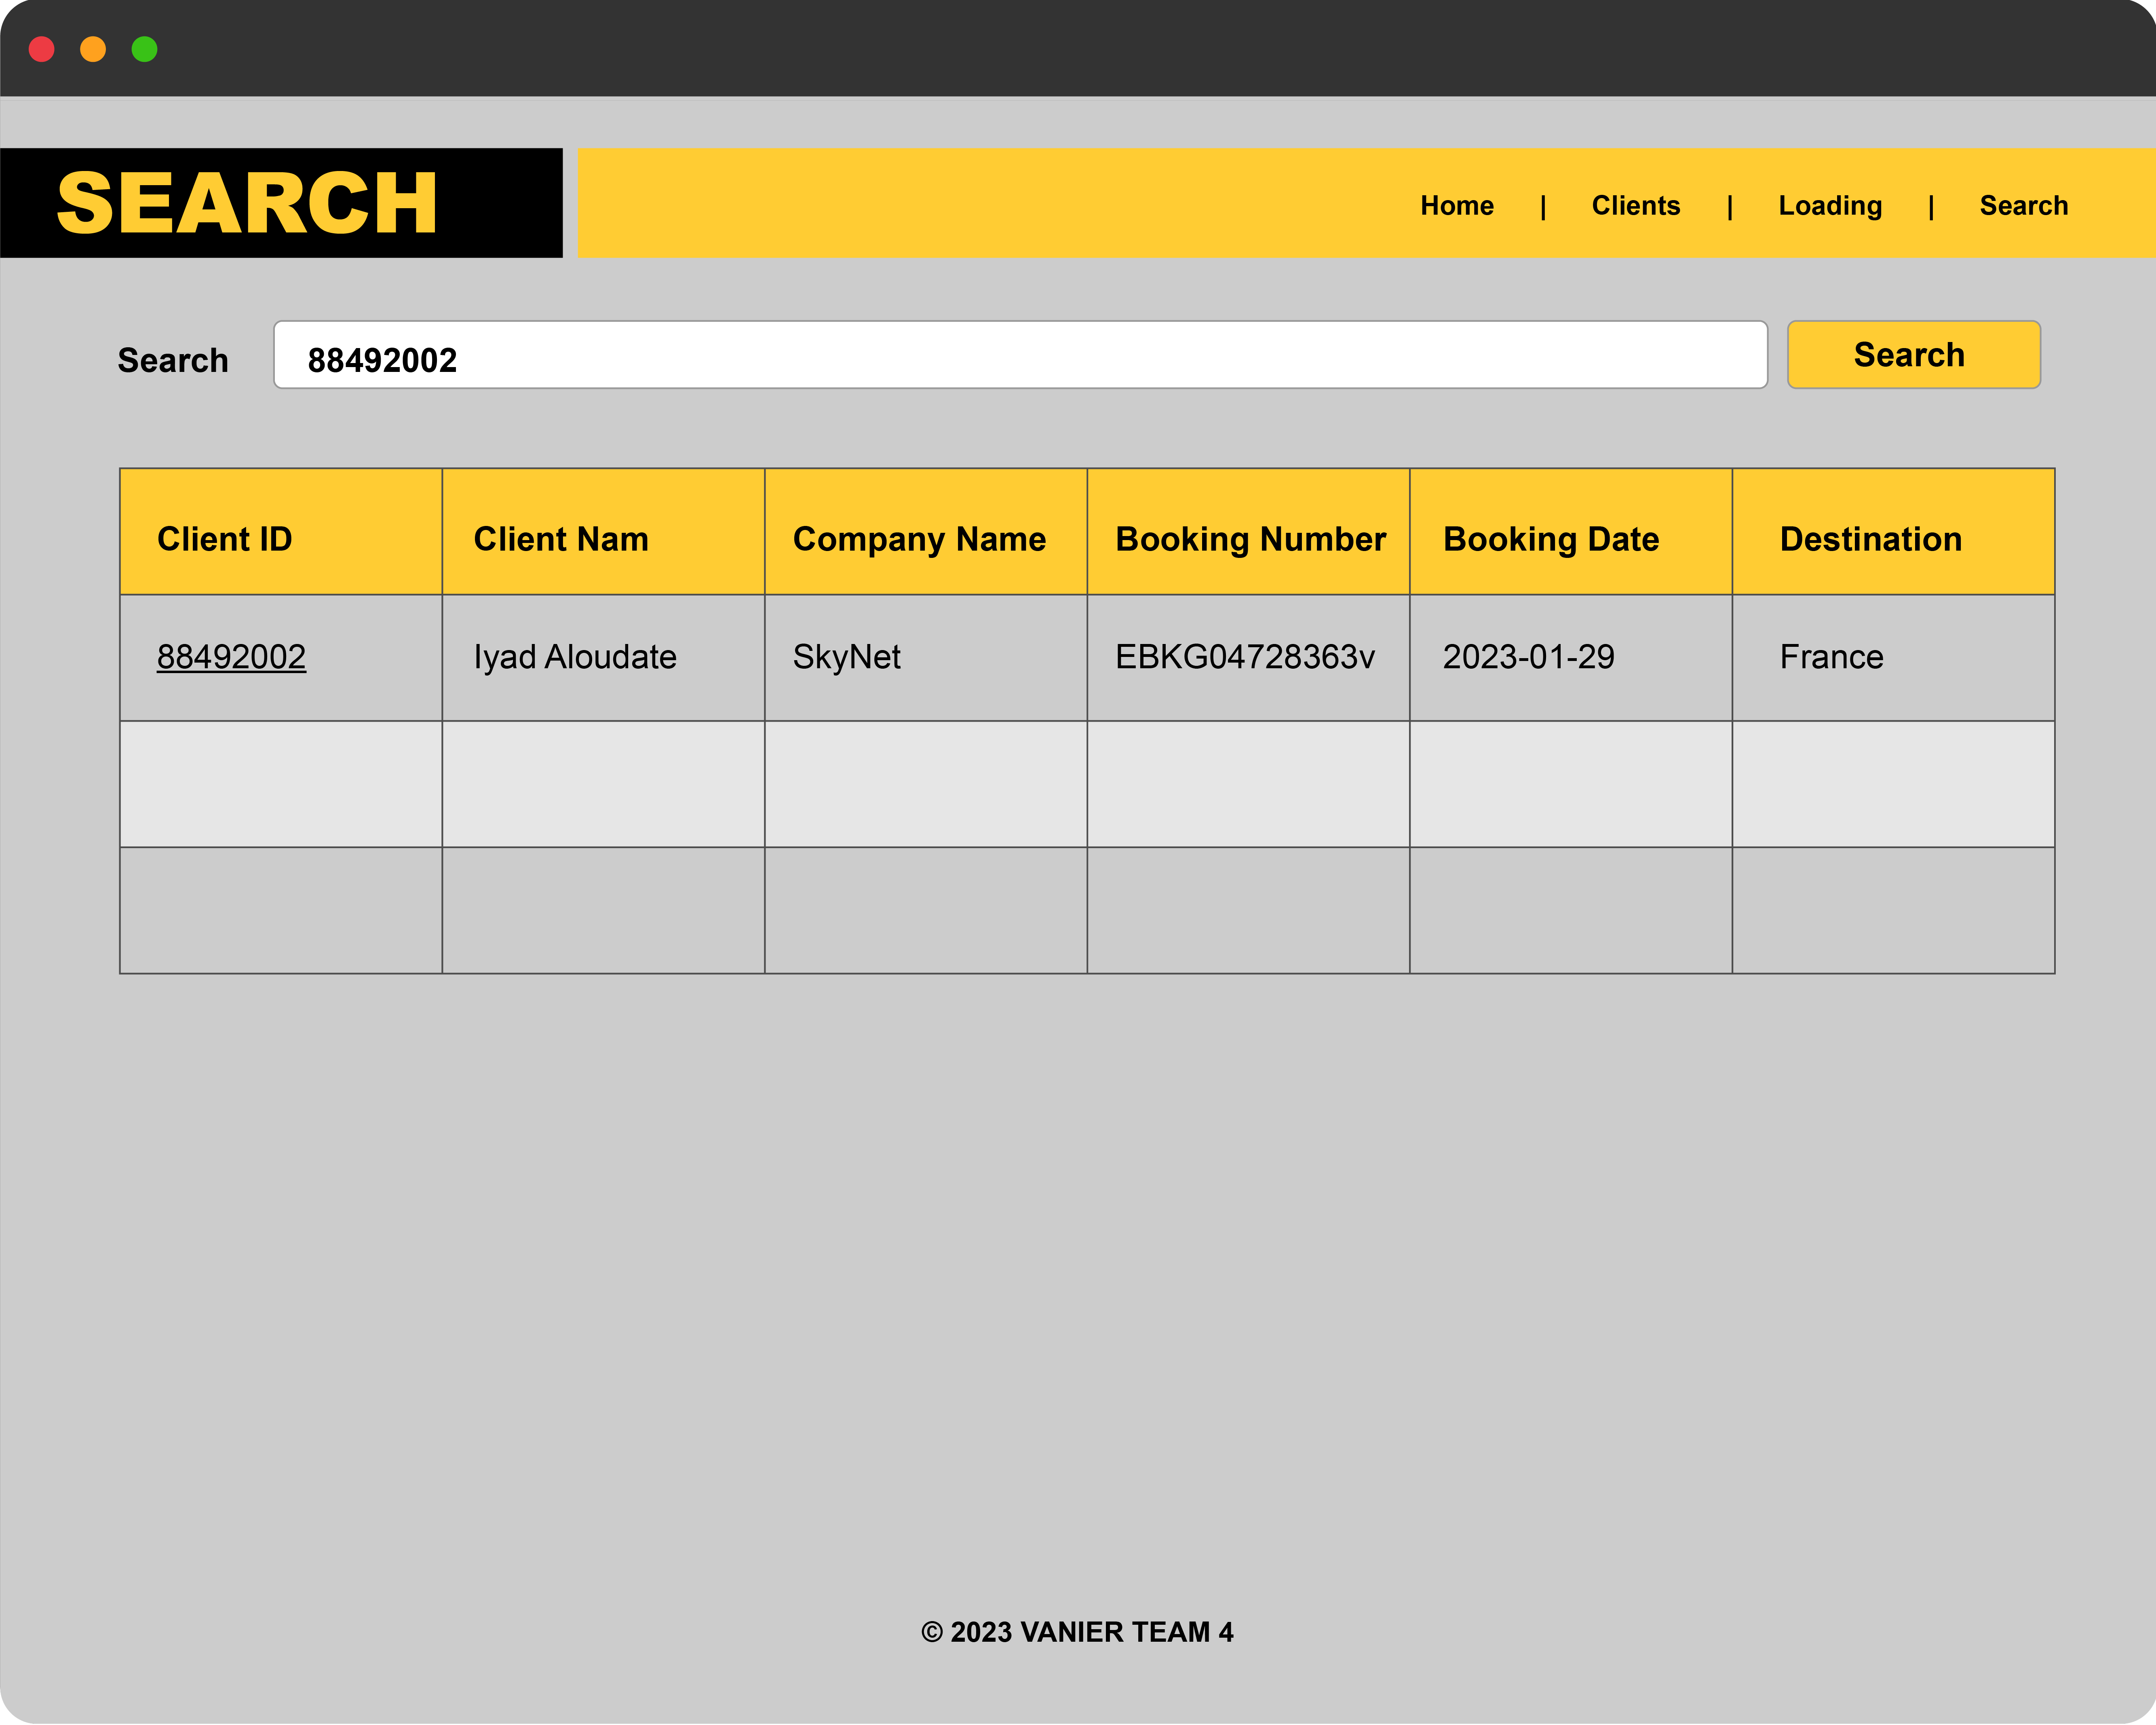 SEARCH
Home | Clients | Loading | Search
Search 88492002 Search
Client ID Client Nam Company Name Booking Number Booking Date Destination
88492002 Iyad Aloudate SkyNet EBKG04728363v 2023-01-29 France
© 2023 VANIER TEAM 4